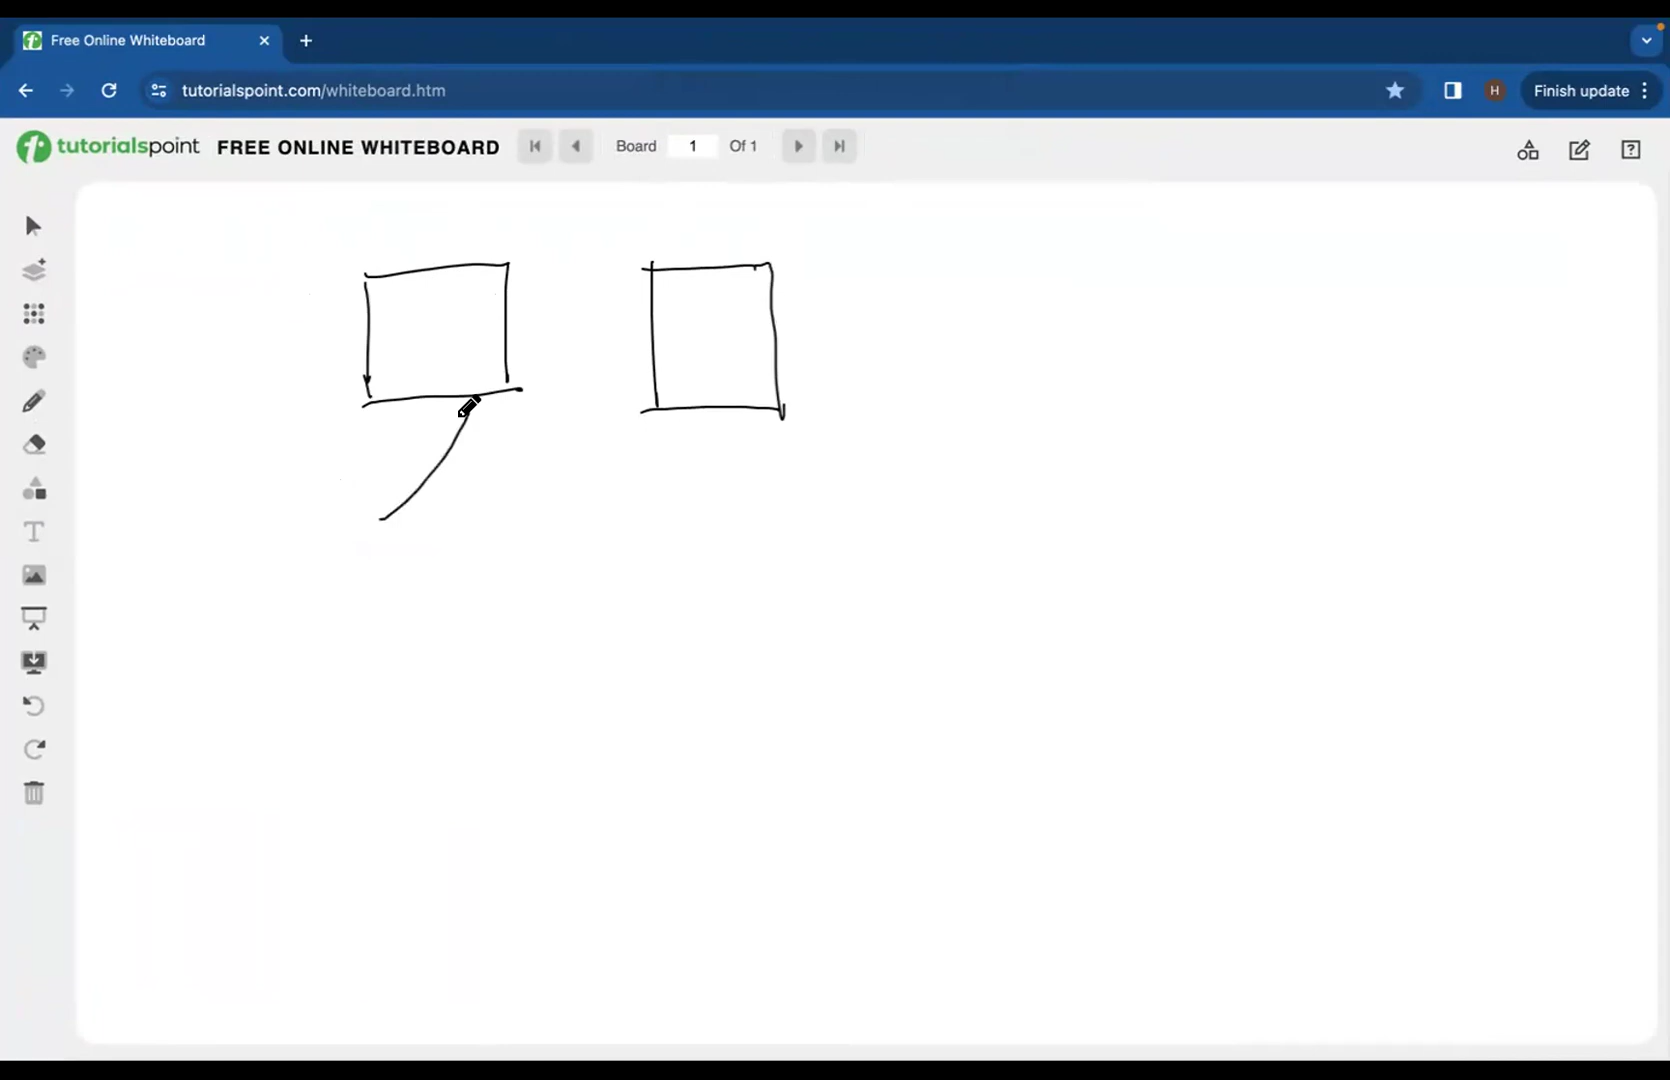 Free Online Whiteboard
tutorialspoint.com/whiteboard.htm
H
Finish update
tutorialspoint
FREE ONLINE WHITEBOARD
Board 1 Of 1
T